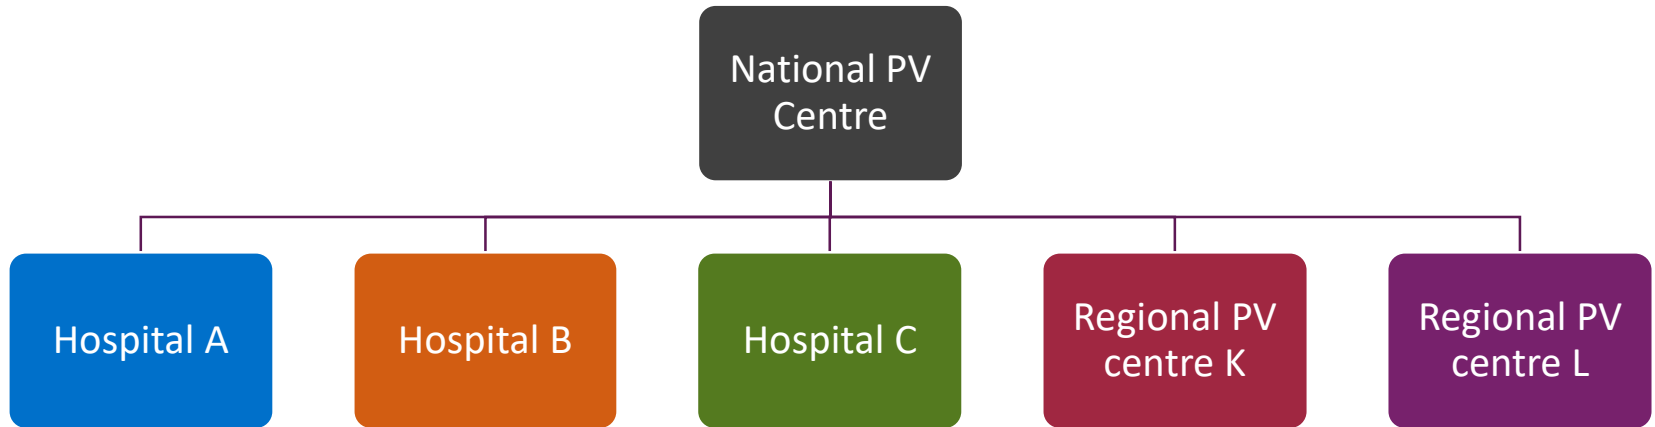 National PV
Centre
Hospital A
Hospital B
Hospital C
Regional PV
centre K
Regional PV
centre L